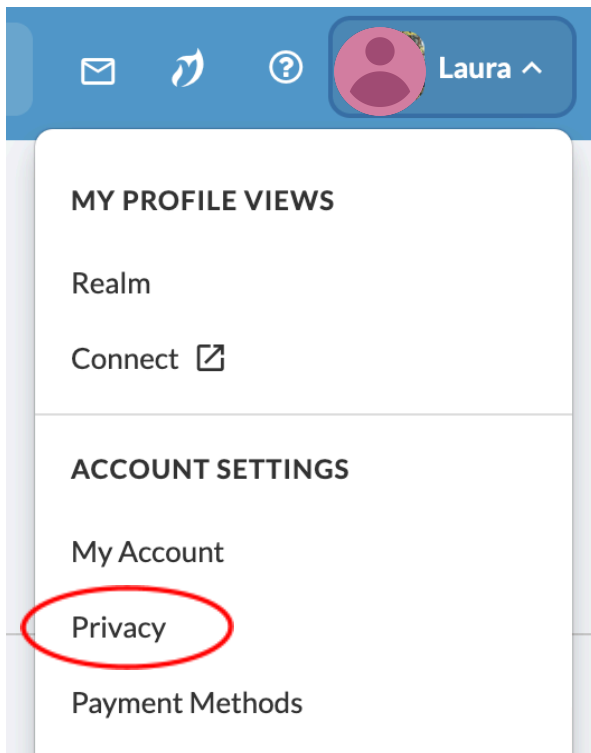 Laura
MY PROFILE VIEWS
Realm
Connect
ACCOUNT SETTINGS
My Account
Privacy
Payment Methods